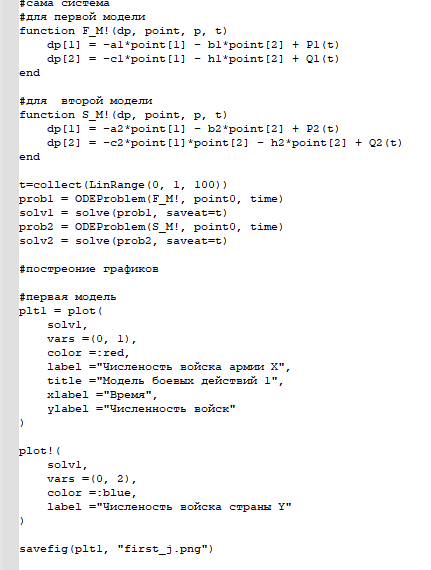 #сама система
#для первой модели
function F_M!(dp, point, p, t)
    dp[1] = -a1*point[1] - b1*point[2] + P1(t)
    dp[2] = -c1*point[1] - h1*point[2] + Q1(t)
end
#для  второй модели
function S_M!(dp, point, p, t)
    dp[1] = -a2*point[1] - b2*point[2] + P2(t)
    dp[2] = -c2*point[1]*point[2] - h2*point[2] + Q2(t)
end
t=collect(LinRange(0, 1, 100))
prob1 = ODEProblem(F_M!, point0, time)
solv1 = solve(prob1, saveat=t)
prob2 = ODEProblem(S_M!, point0, time)
solv2 = solve(prob2, saveat=t)
#постреоние графиков
#первая модель
plt1 = plot(
    solv1,
    vars =(0, 1),
    color =:red,
    label ="Численость войска армии X",
    title ="Модель боевых действий 1",
    xlabel ="Время",
    ylabel ="Численность войск"
)
plot!(
    solv1,
    vars =(0, 2),
    color =:blue,
    label ="Численость войска страны Y"
)
savefig(plt1, "first_j.png")